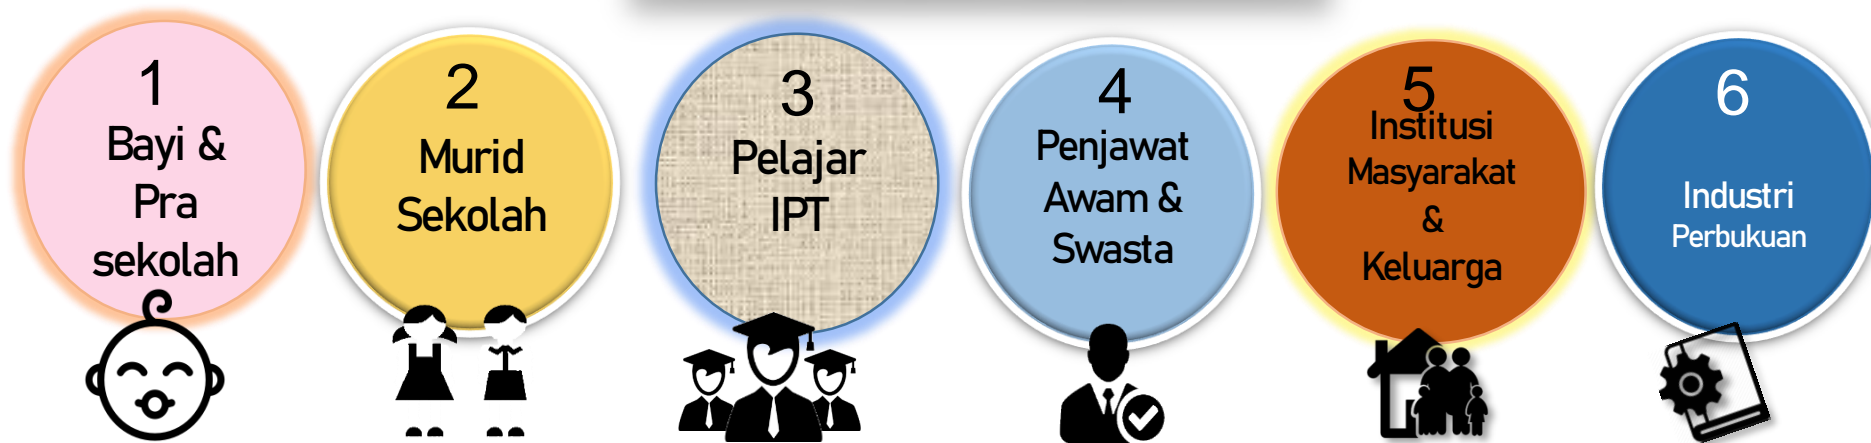 1
Bayi &
Pra
sekolah
2
Murid
Sekolah
3
Pelajar
IPT
4
Penjawat
Awam &
Swasta
5
Institusi
Masyarakat
&
Keluarga
6
Industri
Perbukuan